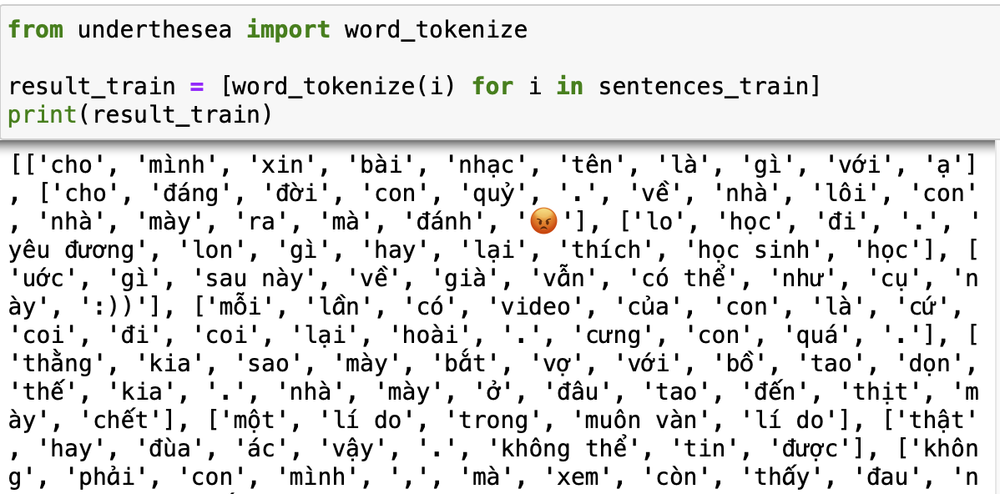 from underthesea import word_tokenize
result_train = [word_tokenize(i) for i in sentences_train]
print(result_train)
[['cho', 'mình', 'xin', 'bài', 'nhạc', 'tên', 'là', 'gì', 'với', 'ạ']
, ['cho', 'đáng', 'đời', 'con', 'quỷ', '.', 'về', 'nhà', 'lôi', 'con'
, 'nhà', 'mày', 'ra', 'mà', 'đánh', '😡'], ['lo', 'học', 'đi', '.', '
yêu đương', 'lon', 'gì', 'hay', 'lại', 'thích', 'học sinh', 'học'], [
'uớc', 'gì', 'sau này', 'về', 'già', 'vẫn', 'có thể', 'như', 'cụ', 'n
ày', ':))'], ['mỗi', 'lần', 'có', 'video', 'của', 'con', 'là', 'cứ',
'coi', 'đi', 'coi', 'lại', 'hoài', '.', 'cưng', 'con', 'quá', '.'], [
'thằng', 'kia', 'sao', 'mày', 'bắt', 'vợ', 'với', 'bồ', 'tao', 'dọn',
'thế', 'kia', '.', 'nhà', 'mày', 'ở', 'đâu', 'tao', 'đến', 'thịt', 'm
ày', 'chết'], ['một', 'lí do', 'trong', 'muôn vàn', 'lí do'], ['thật'
, 'hay', 'đùa', 'ác', 'vậy', '.', 'không thể', 'tin', 'được'], ['khôn
g', 'phải', 'con', 'mình', ',', 'mà', 'xem', 'còn', 'thấy', 'đau', 'n